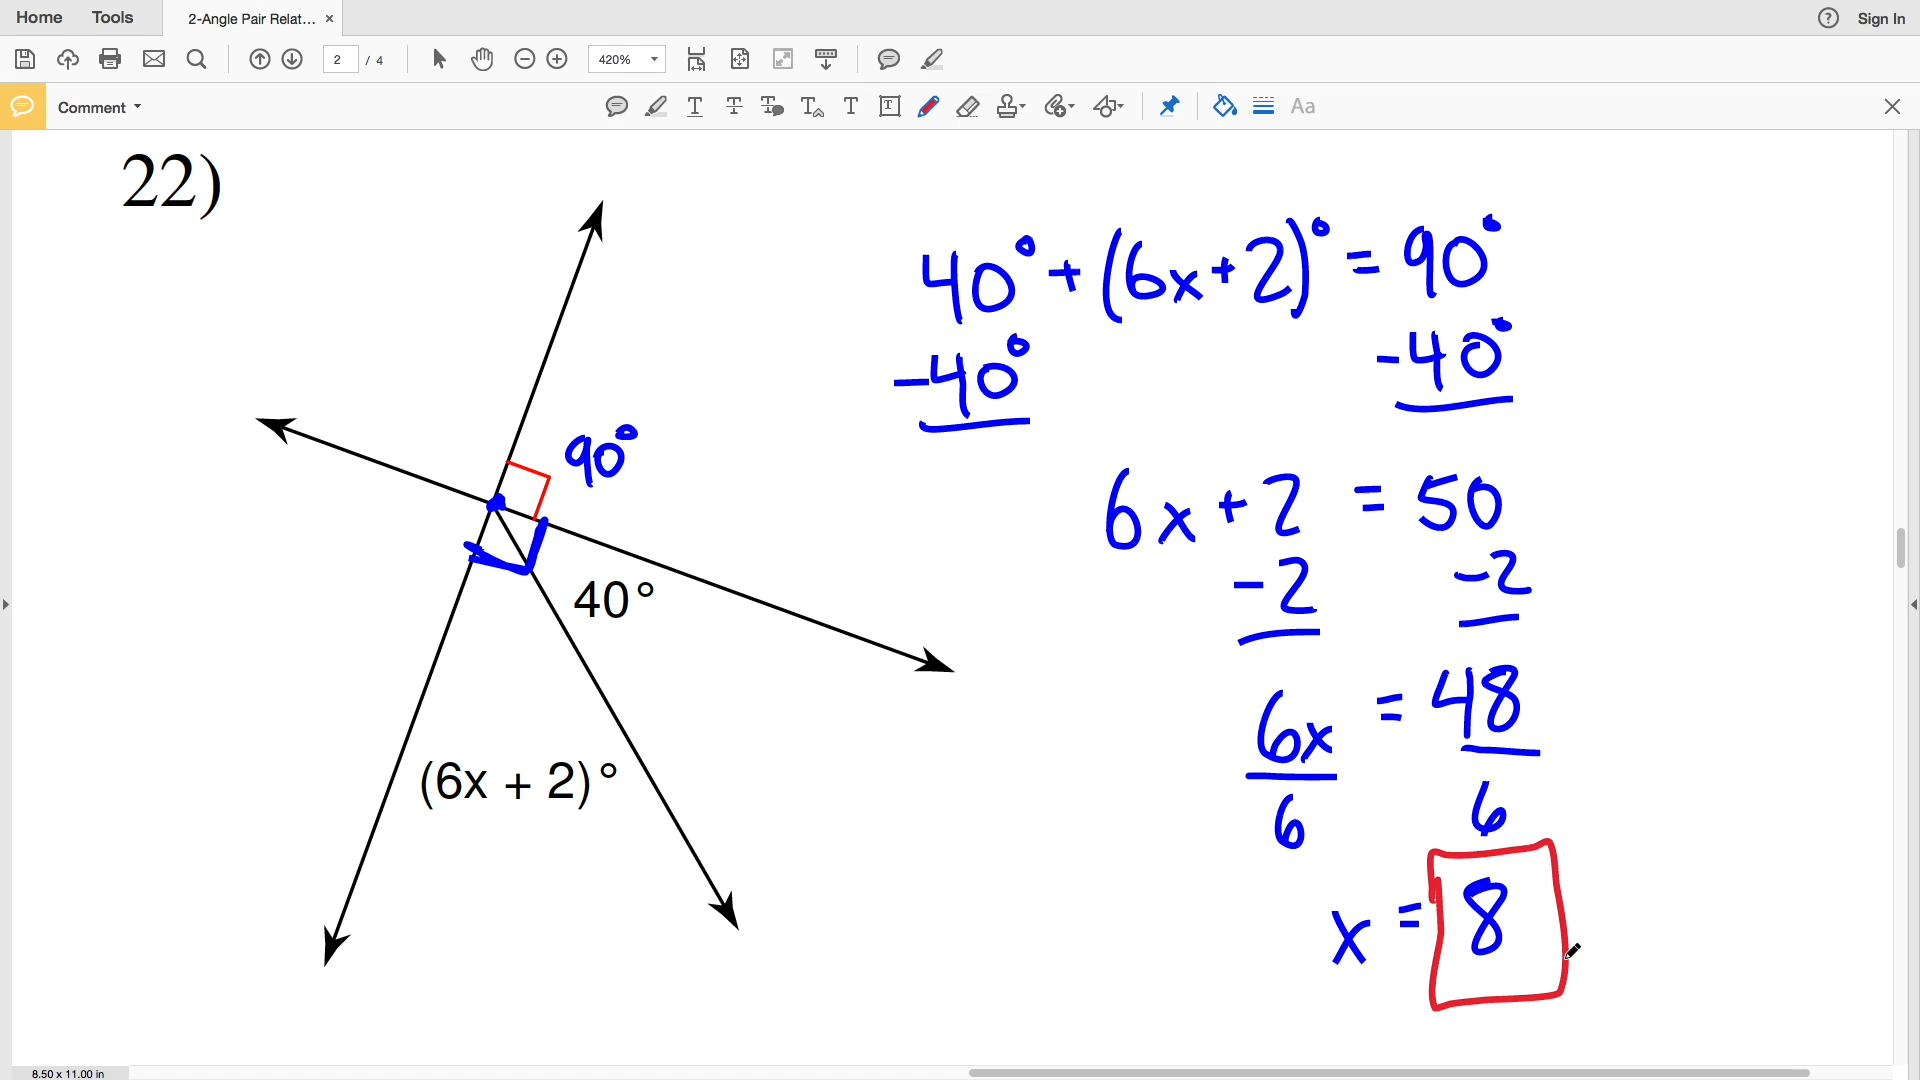 Home Tools 2-Angle Pair Relat... × ? Sign In
2 / 4 420%
Comment T T T T T T Aa
22)
40° + (6x+2)° = 90°
-40° -40°
90°
6x + 2 = 50
-2 -2
40°
6x = 48
6 6
(6x + 2)°
x = 8
8.50 x 11.00 in